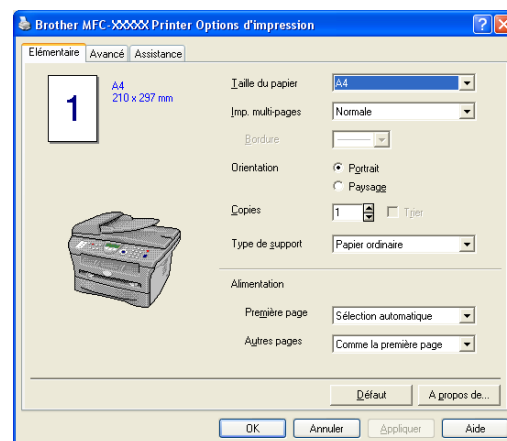 Brother MFC-XXXXX Printer Options d'impression
Elémentaire Avancé Assistance
1
A4
210 x 297 mm
Taille du papier A4
Imp. multi-pages Normale
Bordure
Orientation Portrait
Paysage
Copies 1 Trier
Type de support Papier ordinaire
Alimentation
Première page Sélection automatique
Autres pages Comme la première page
Défaut A propos de...
OK Annuler Appliquer Aide